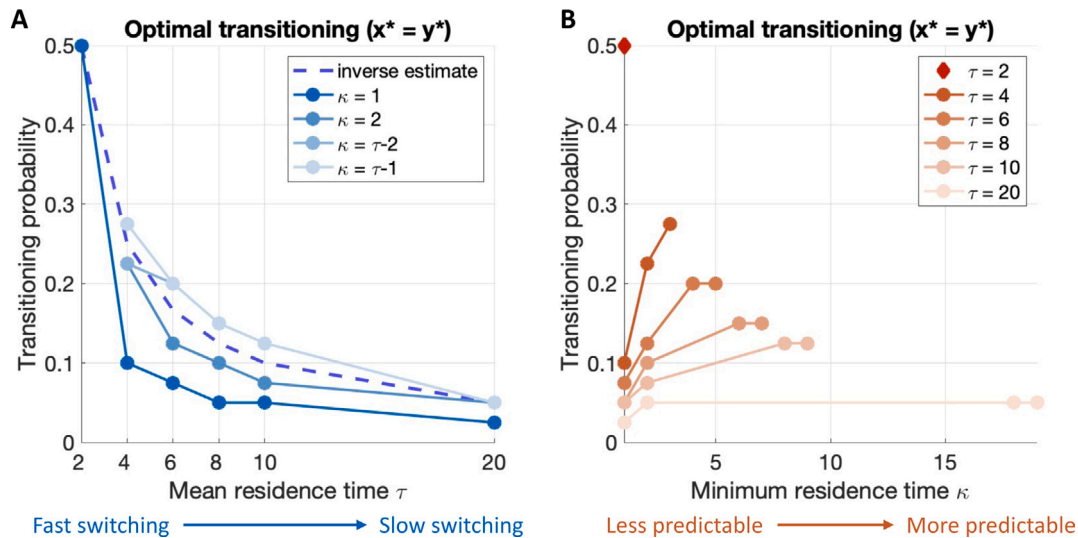 A
Optimal transitioning (x* = y*)
Transitioning probability
0.5
0.4
0.3
0.2
0.1
0
inverse estimate
κ = 1
κ = 2
κ = τ-2
κ = τ-1
2 4 6 8 10 20
Mean residence time τ
Fast switching Slow switching
B
Optimal transitioning (x* = y*)
Transitioning probability
0.5
0.4
0.3
0.2
0.1
0
τ = 2
τ = 4
τ = 6
τ = 8
τ = 10
τ = 20
5 10 15
Minimum residence time κ
Less predictable More predictable